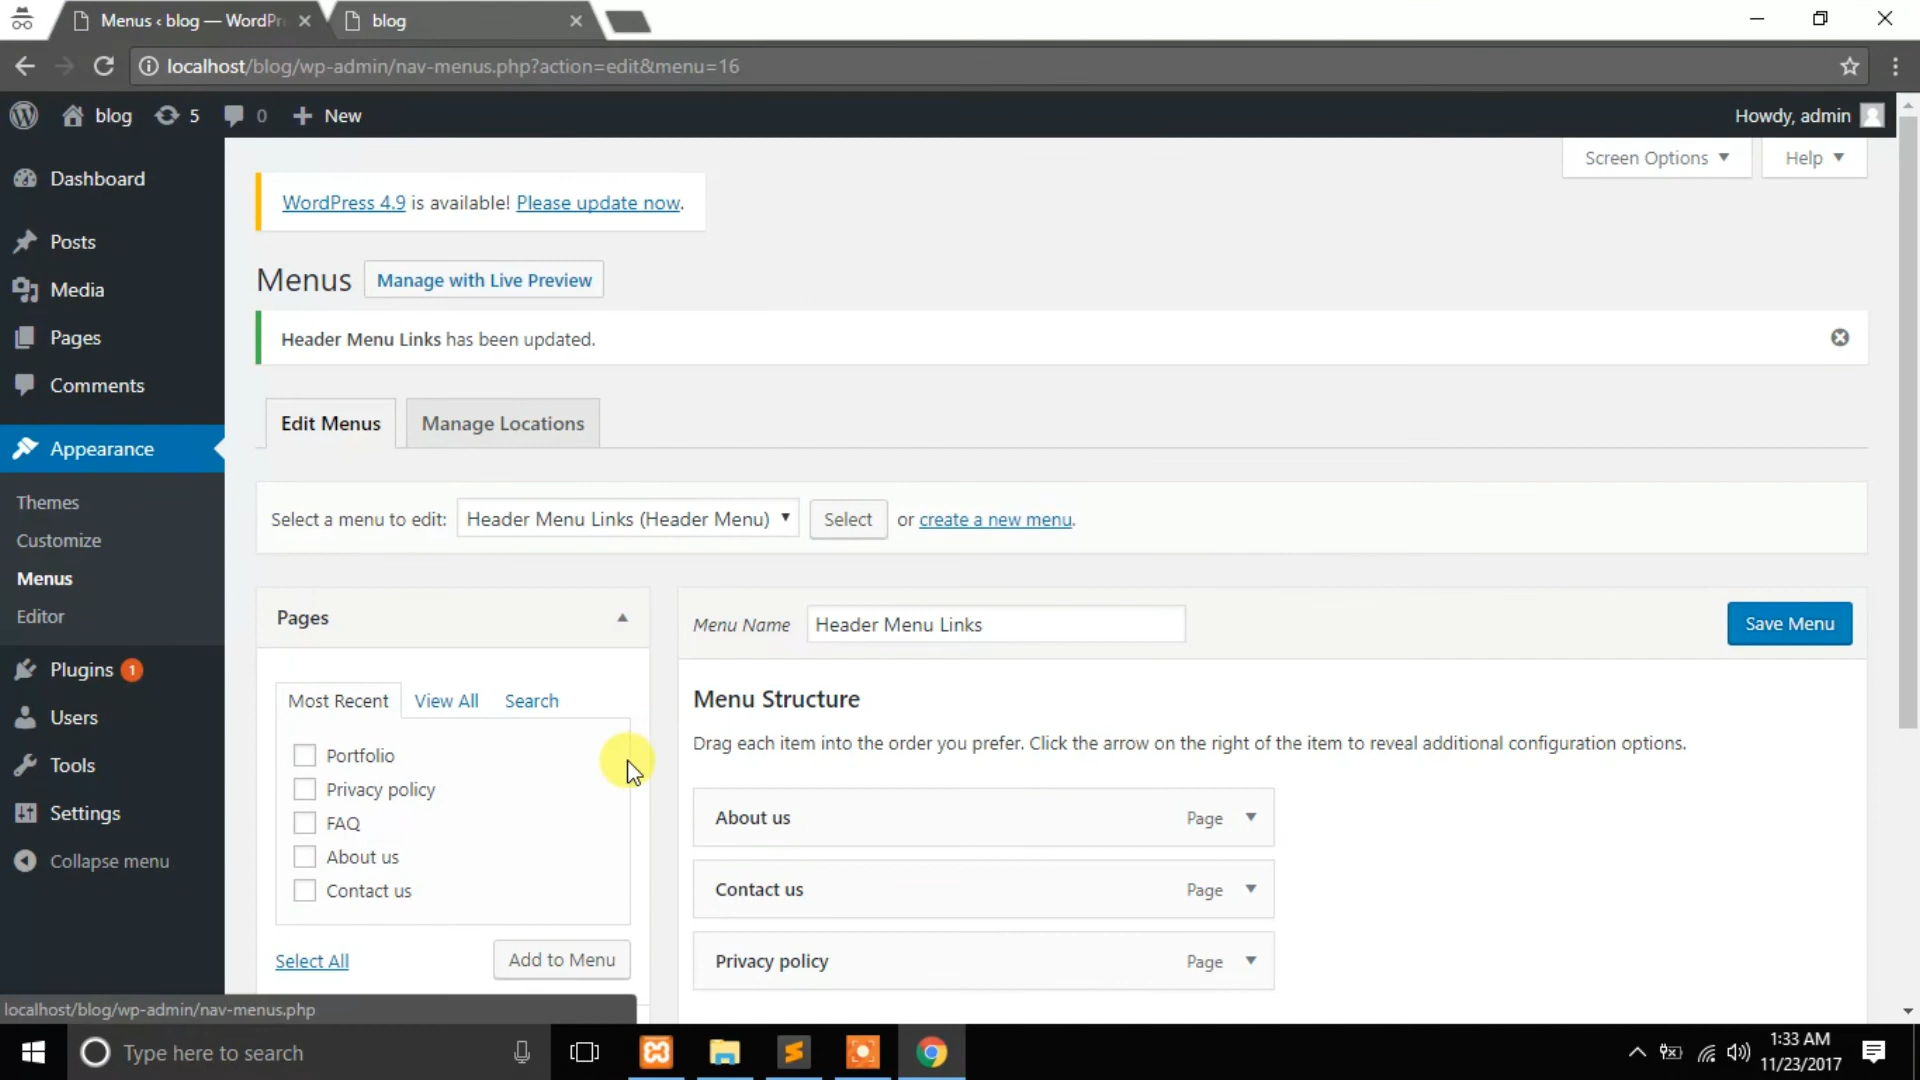 Menus ‹ blog — WordPr
blog
localhost/blog/wp-admin/nav-menus.php?action=edit&menu=16
blog
5
0
New
Howdy, admin
Screen Options
Help
Dashboard
Posts
Media
Pages
Comments
Appearance
Themes
Customize
Menus
Editor
Plugins 1
Users
Tools
Settings
Collapse menu
WordPress 4.9 is available! Please update now.
Menus
Manage with Live Preview
Header Menu Links has been updated.
Edit Menus
Manage Locations
Select a menu to edit: Header Menu Links (Header Menu) Select or create a new menu.
Pages
Most Recent View All Search
Portfolio
Privacy policy
FAQ
About us
Contact us
Select All
Add to Menu
Menu Name Header Menu Links
Save Menu
Menu Structure
Drag each item into the order you prefer. Click the arrow on the right of the item to reveal additional configuration options.
About us Page
Contact us Page
Privacy policy Page
localhost/blog/wp-admin/nav-menus.php
Type here to search
1:33 AM
11/23/2017